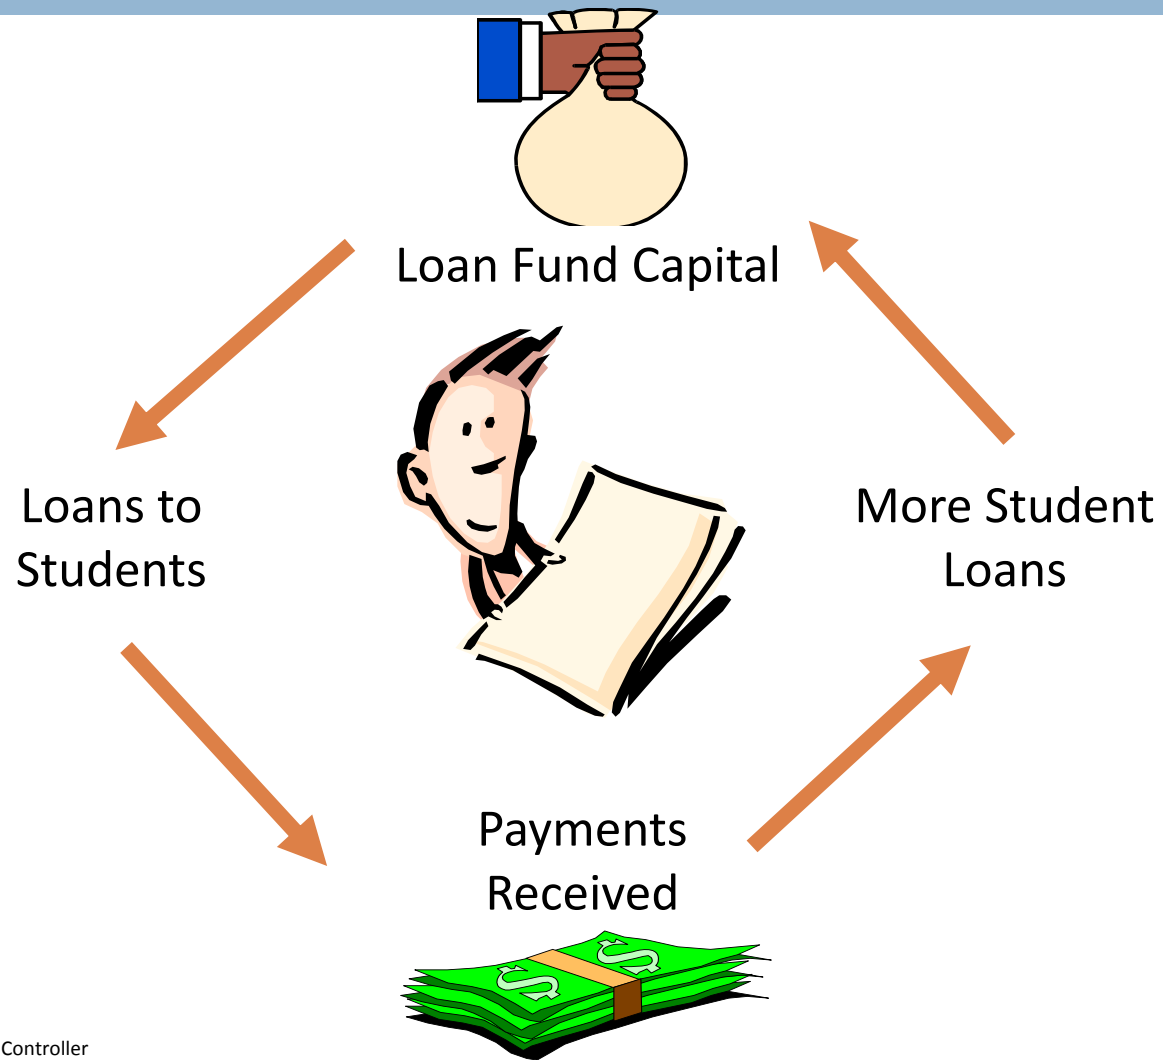 Loan Fund Capital
Loans to
Students
More Student
Loans
Payments
Received
$ $
Controller